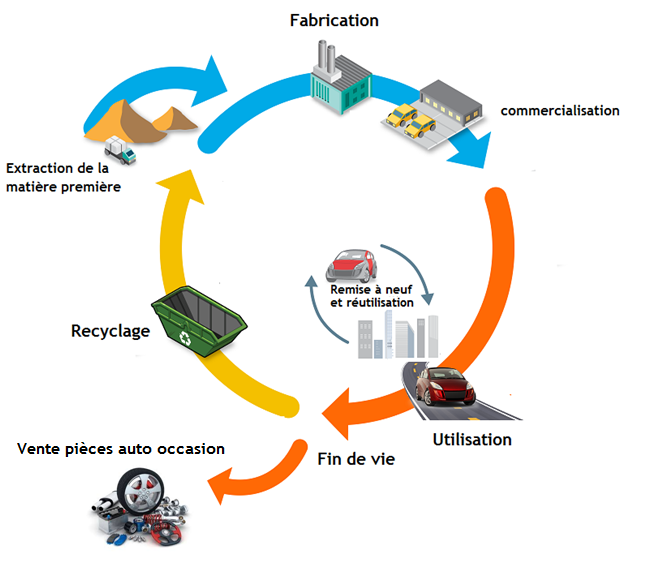 Fabrication
commercialisation
Extraction de la
matière première
Remise à neuf
et réutilisation
Recyclage
Utilisation
Vente pièces auto occasion
Fin de vie